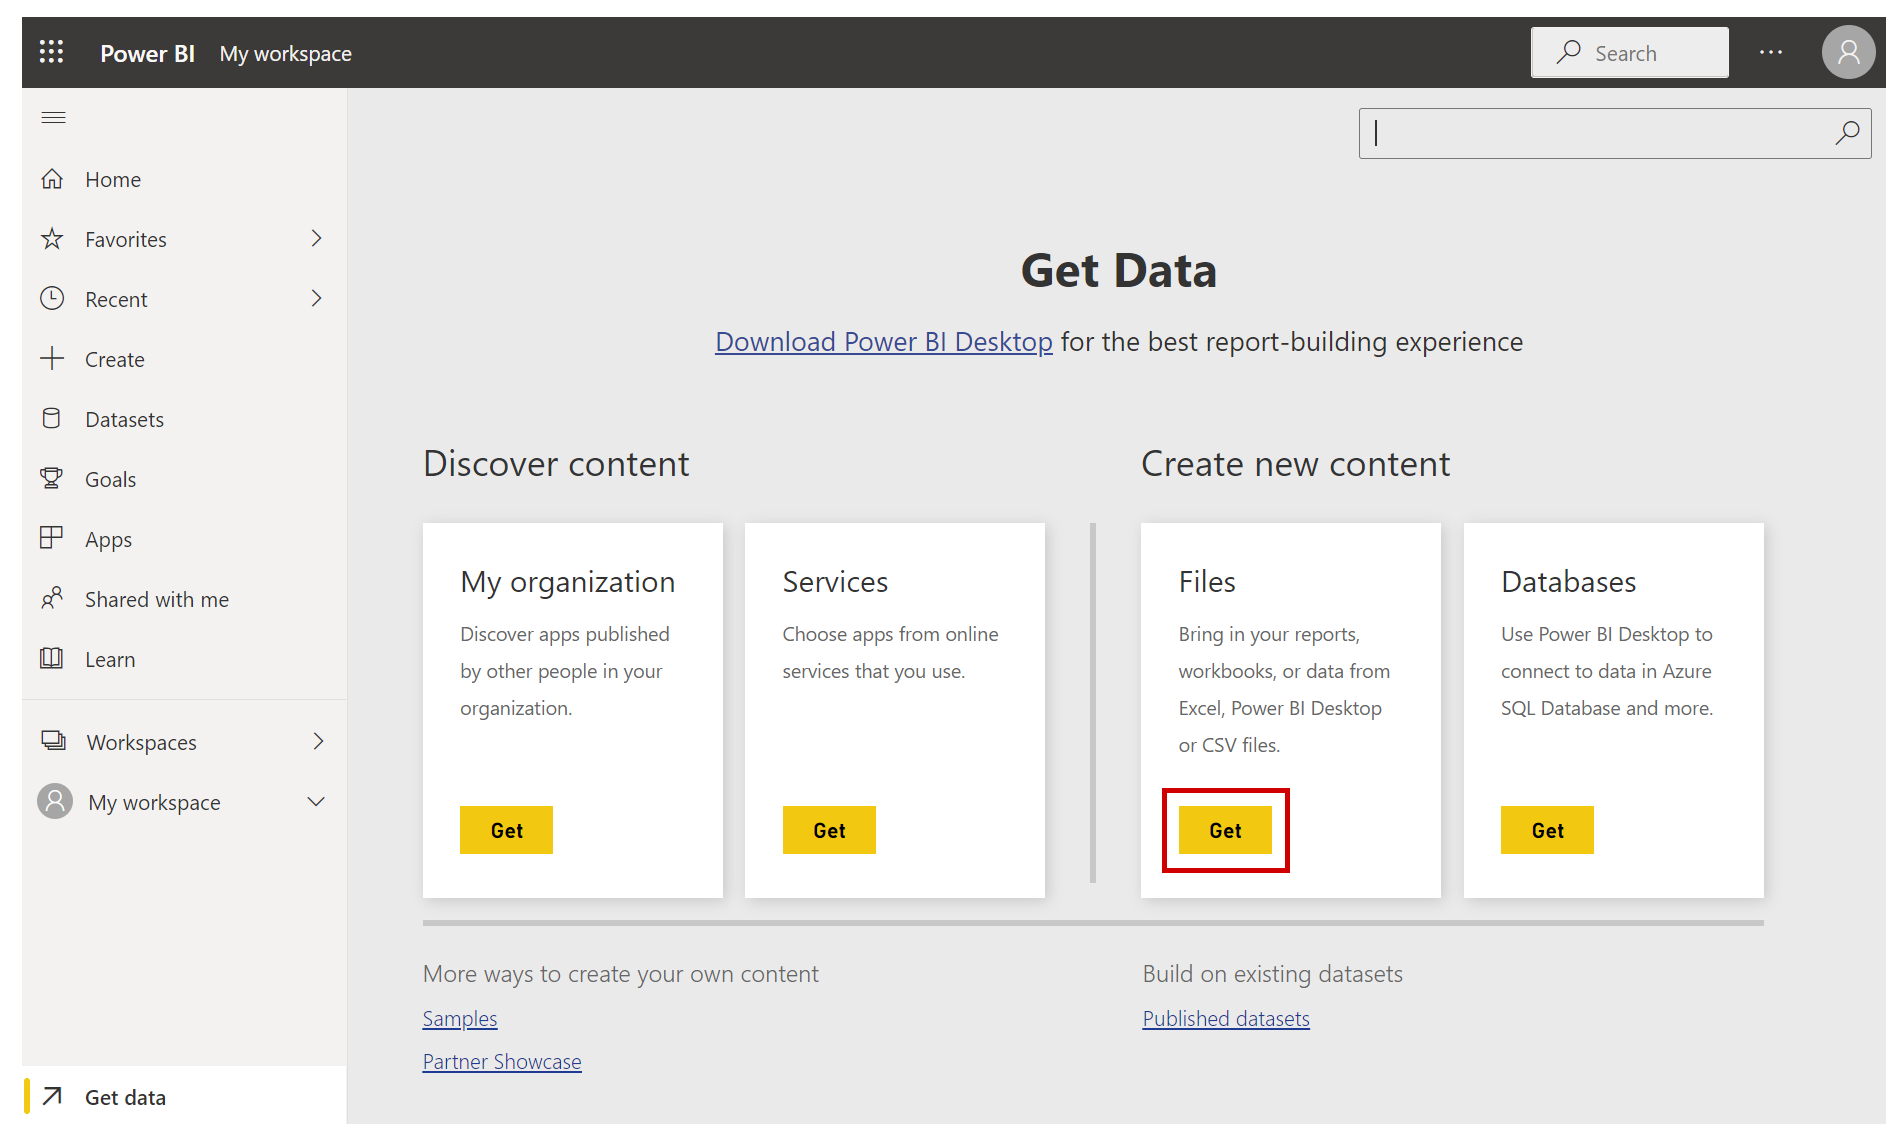 Power BI My workspace
Search
Home
Favorites
Recent
Create
Datasets
Goals
Apps
Shared with me
Learn
Workspaces
My workspace
Get data
Get Data
Download Power BI Desktop for the best report-building experience
Discover content
My organization
Discover apps published
by other people in your
organization.
Get
Services
Choose apps from online
services that you use.
Get
Create new content
Files
Bring in your reports,
workbooks, or data from
Excel, Power BI Desktop
or CSV files.
Get
Databases
Use Power BI Desktop to
connect to data in Azure
SQL Database and more.
Get
More ways to create your own content
Samples
Partner Showcase
Build on existing datasets
Published datasets